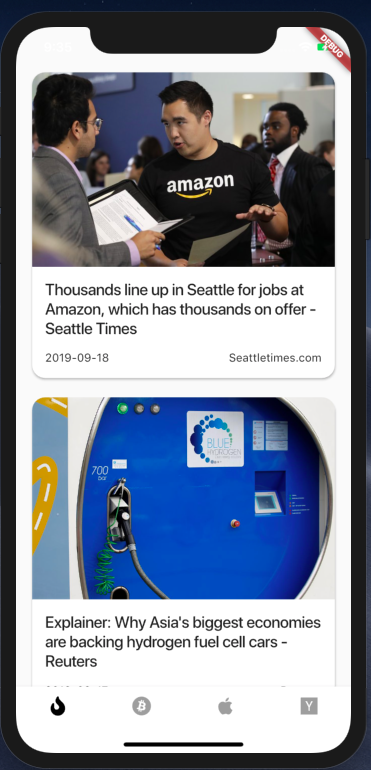 DEBUG
amazon
Thousands line up in Seattle for jobs at
Amazon, which has thousands on offer -
Seattle Times
2019-09-18
Seattletimes.com
700
bar
BLUE
HYDROGEN
Explainer: Why Asia's biggest economies
are backing hydrogen fuel cell cars -
Reuters
Y